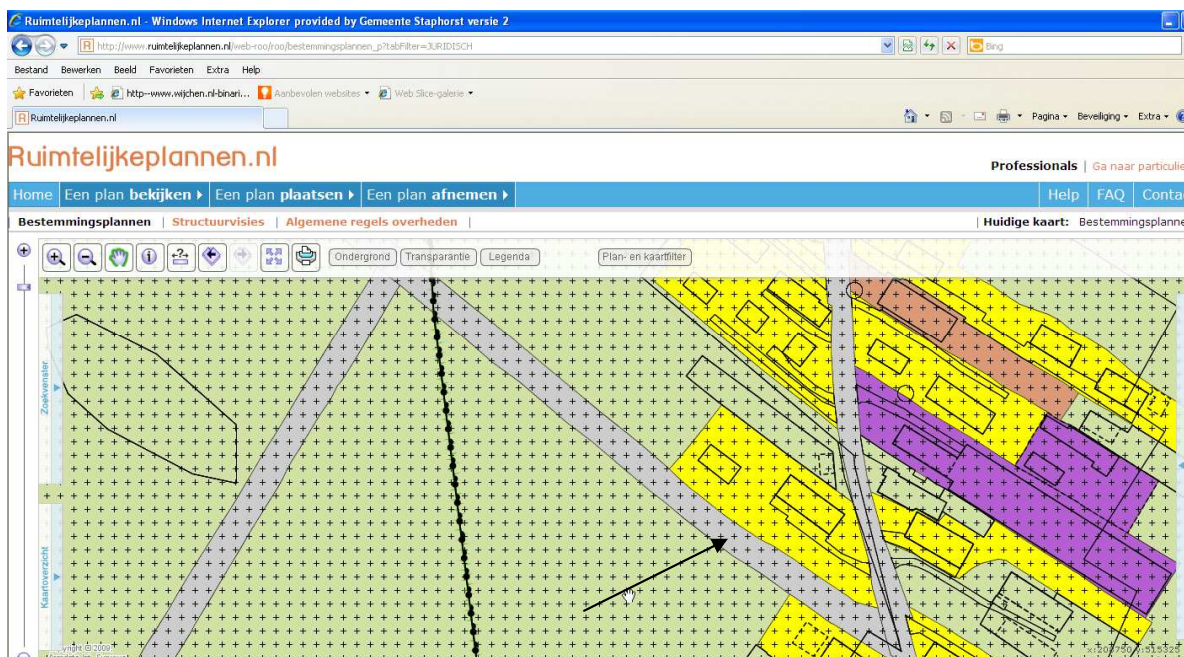 Ruimtelijkeplannen.nl - Windows Internet Explorer provided by Gemeente Staphorst versie 2
http://www.ruimtelijkeplannen.nl/web-roo/roo/bestemmingsplannen_p?tabFilter=JURIDISCH
Bing
Bestand Bewerken Beeld Favorieten Extra Help
Favorieten http--www.wijchen.nl-binari... Aanbevolen websites Web Slice-galerie
Ruimtelijkeplannen.nl Pagina Beveiliging Extra
Ruimtelijkeplannen.nl
Professionals | Ga naar particulie
Home Een plan bekijken Een plan plaatsen Een plan afnemen Help FAQ Conta
| Bestemmingsplannen | Structuurvisies | Algemene regels overheden | | Huidige kaart: Bestemmingsplanne
Ondergrond Transparantie Legenda Plan- en kaartfilter
Zoekvenster
Kaartoverzicht
x:208750 y:515325